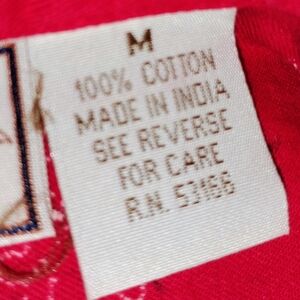 M
100% COTTON
MADE IN INDIA
SEE REVERSE
FOR CARE
R.N. 53166